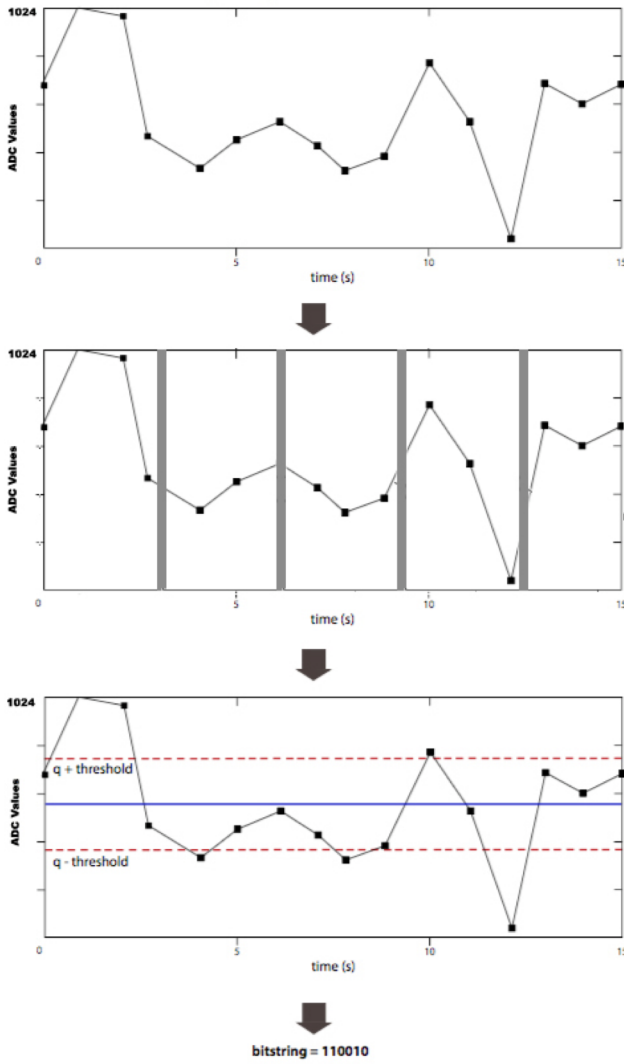 1024
ADC Values
0 5 10 15
time (s)
1024
ADC Values
0 5 10 15
time (s)
1024
q + threshold
ADC Values
q - threshold
0 5 10 15
time (s)
bitstring = 110010